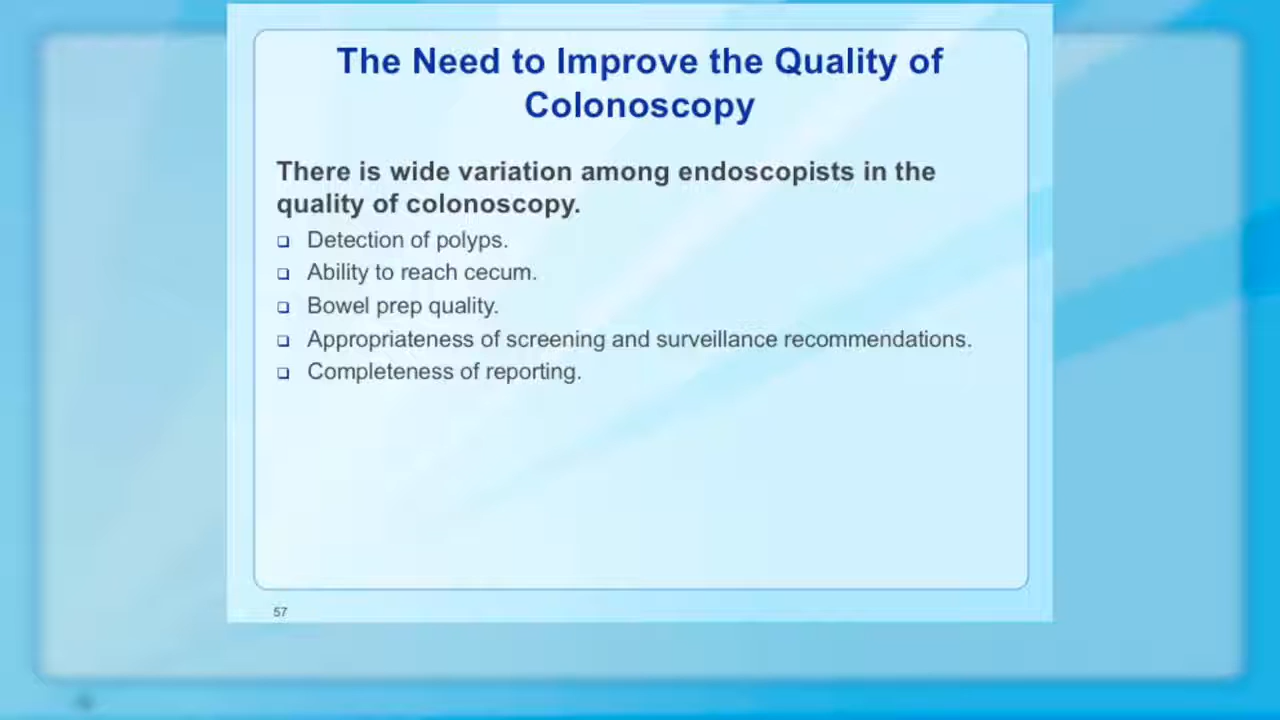 The Need to Improve the Quality of
Colonoscopy
There is wide variation among endoscopists in the
quality of colonoscopy.
Detection of polyps.
Ability to reach cecum.
Bowel prep quality.
Appropriateness of screening and surveillance recommendations.
Completeness of reporting.
57